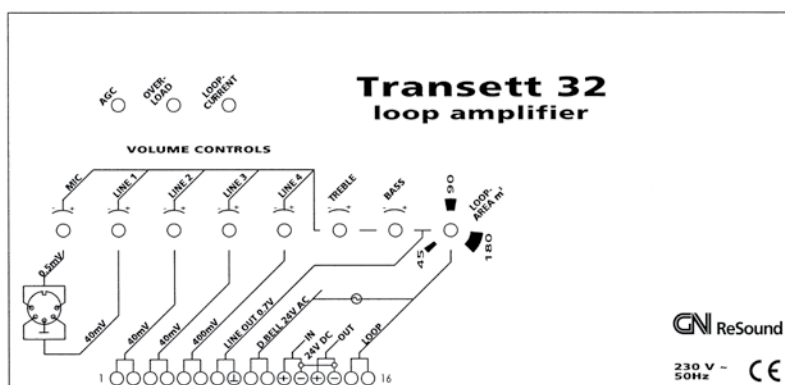 Transett 32
loop amplifier
AGC
OVER-
LOAD
LOOP-
CURRENT
VOLUME CONTROLS
MIC
LINE 1
LINE 2
LINE 3
LINE 4
TREBLE
BASS
90
LOOP-
AREA m²
- +
- +
- +
- +
- +
- +
- +
45
180
0.5mV
40mV
40mV
40mV
400mV
LINE OUT 0.7V
D BELL 24V AC
IN
24V DC
OUT
LOOP
1
+ - + -
16
GN ReSound
230 V ~
50Hz
CE